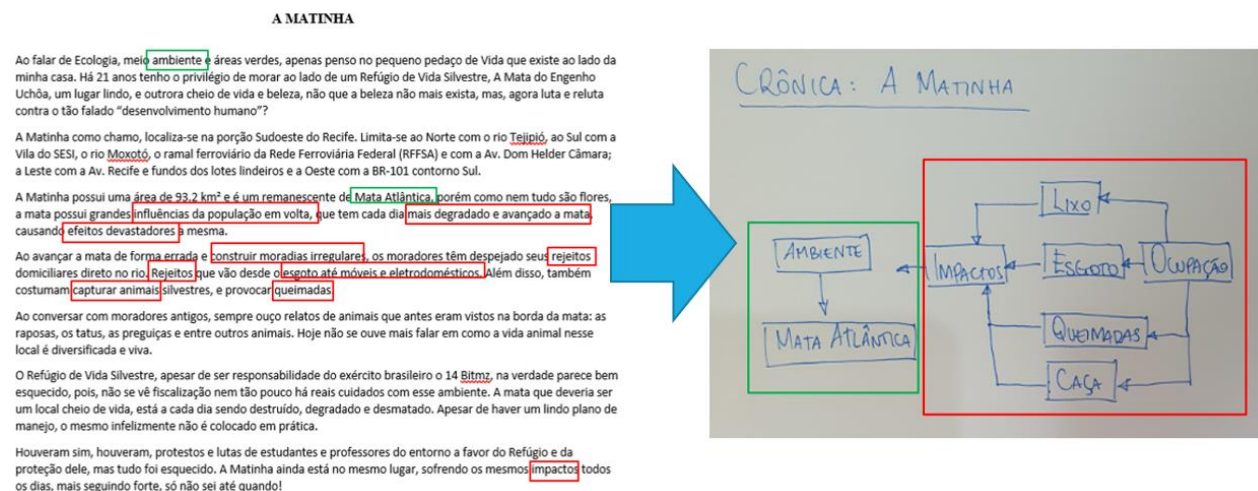 A MATINHA
Ao falar de Ecologia, meio ambiente e áreas verdes, apenas penso no pequeno pedaço de Vida que existe ao lado da
minha casa. Há 21 anos tenho o privilégio de morar ao lado de um Refúgio de Vida Silvestre, A Mata do Engenho
Uchôa, um lugar lindo, e outrora cheio de vida e beleza, não que a beleza não mais exista, mas, agora luta e reluta
contra o tão falado “desenvolvimento humano”?
A Matinha como chamo, localiza-se na porção Sudoeste do Recife. Limita-se ao Norte com o rio Tejipió, ao Sul com a
Vila do SESI, o rio Moxotó, o ramal ferroviário da Rede Ferroviária Federal (RFFSA) e com a Av. Dom Helder Câmara;
a Leste com a Av. Recife e fundos dos lotes lindeiros e a Oeste com a BR-101 contorno Sul.
A Matinha possui uma área de 93,2 km² e é um remanescente de Mata Atlântica, porém como nem tudo são flores,
a mata possui grandes influências da população em volta, que tem cada dia mais degradado e avançado a mata,
causando efeitos devastadores a mesma.
Ao avançar a mata de forma errada e construir moradias irregulares, os moradores têm despejado seus rejeitos
domiciliares direto no rio. Rejeitos que vão desde o esgoto até móveis e eletrodomésticos. Além disso, também
costumam capturar animais silvestres, e provocar queimadas
Ao conversar com moradores antigos, sempre ouço relatos de animais que antes eram vistos na borda da mata: as
raposas, os tatus, as preguiças e entre outros animais. Hoje não se ouve mais falar em como a vida animal nesse
local é diversificada e viva.
O Refúgio de Vida Silvestre, apesar de ser responsabilidade do exército brasileiro o 14 Bitmz, na verdade parece bem
esquecido, pois, não se vê fiscalização nem tão pouco há reais cuidados com esse ambiente. A mata que deveria ser
um local cheio de vida, está a cada dia sendo destruído, degradado e desmatado. Apesar de haver um lindo plano de
manejo, o mesmo infelizmente não é colocado em prática.
Houveram sim, houveram, protestos e lutas de estudantes e professores do entorno a favor do Refúgio e da
proteção dele, mas tudo foi esquecido. A Matinha ainda está no mesmo lugar, sofrendo os mesmos impactos todos
os dias, mais seguindo forte, só não sei até quando!
CRÔNICA: A MATINHA
LIXO
AMBIENTE
IMPACTOS
ESGOTO
OCUPAÇÃO
MATA ATLÂNTICA
QUEIMADAS
CAÇA